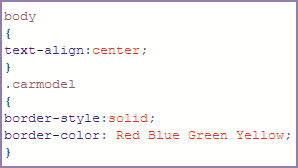 body
{
text-align:center;
}
.carmodel
{
border-style:solid;
border-color: Red Blue Green Yellow;
}